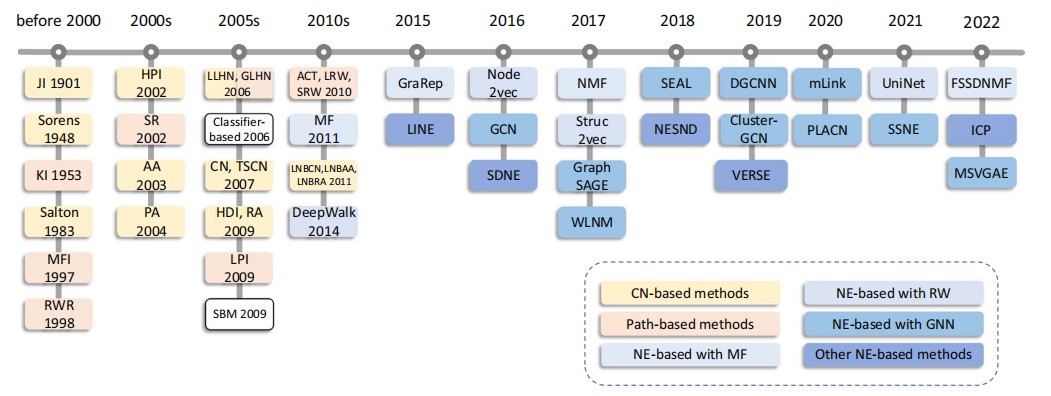 before 2000
2000s
2005s
2010s
2015
2016
2017
2018
2019
2020
2021
2022
JI 1901
Sorens
1948
KI 1953
Salton
1983
MFI
1997
RWR
1998
HPI
2002
SR
2002
AA
2003
PA
2004
LLHN, GLHN
2006
Classifier-
based 2006
CN, TSCN
2007
HDI, RA
2009
LPI
2009
SBM 2009
ACT, LRW,
SRW 2010
MF
2011
LNBCN,LNBAA,
LNBRA 2011
DeepWalk
2014
GraRep
LINE
Node
2vec
GCN
SDNE
NMF
Struc
2vec
Graph
SAGE
WLNM
SEAL
NESND
DGCNN
Cluster-
GCN
VERSE
mLink
PLACN
UniNet
SSNE
FSSDNMF
ICP
MSVGAE
CN-based methods
Path-based methods
NE-based with MF
NE-based with RW
NE-based with GNN
Other NE-based methods